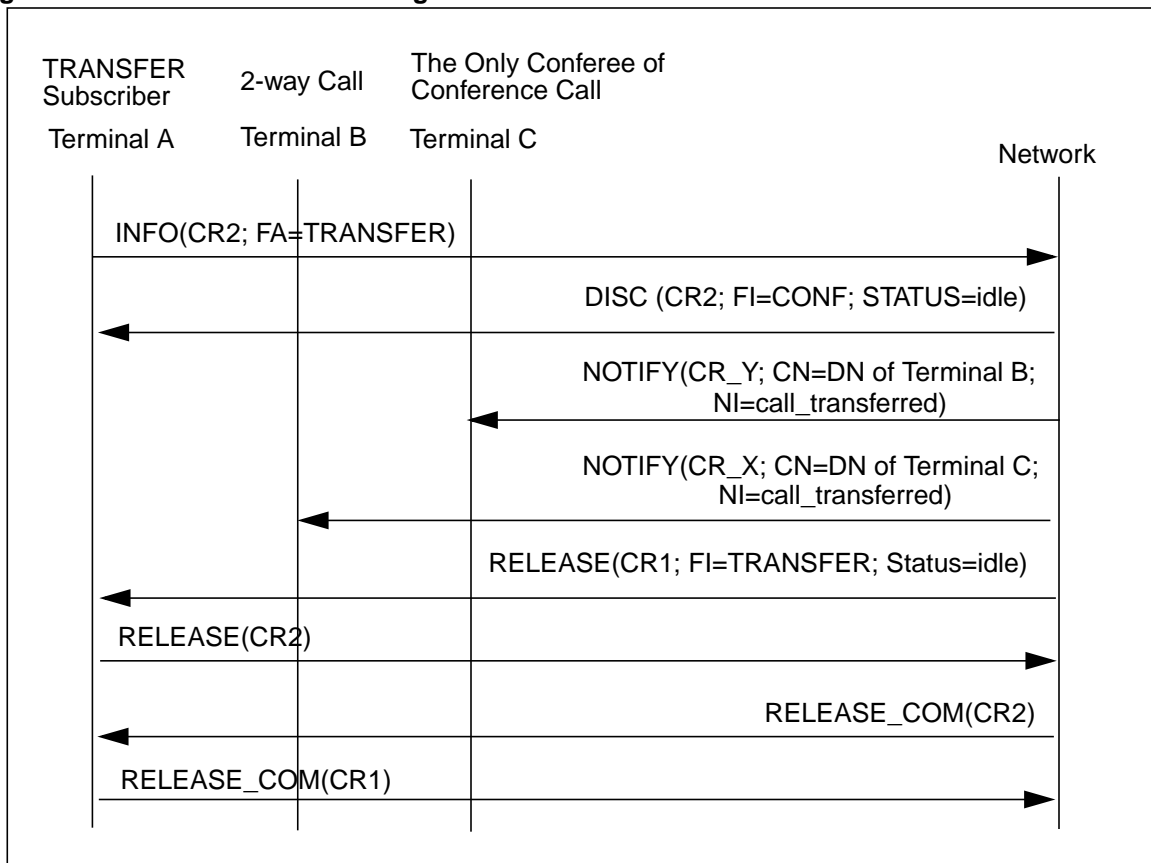 TRANSFER
Subscriber
2-way Call
The Only Conferee of
Conference Call
Terminal A
Terminal B
Terminal C
Network
INFO(CR2; FA=TRANSFER)
DISC (CR2; FI=CONF; STATUS=idle)
NOTIFY(CR_Y; CN=DN of Terminal B;
NI=call_transferred)
NOTIFY(CR_X; CN=DN of Terminal C;
NI=call_transferred)
RELEASE(CR1; FI=TRANSFER; Status=idle)
RELEASE(CR2)
RELEASE_COM(CR2)
RELEASE_COM(CR1)